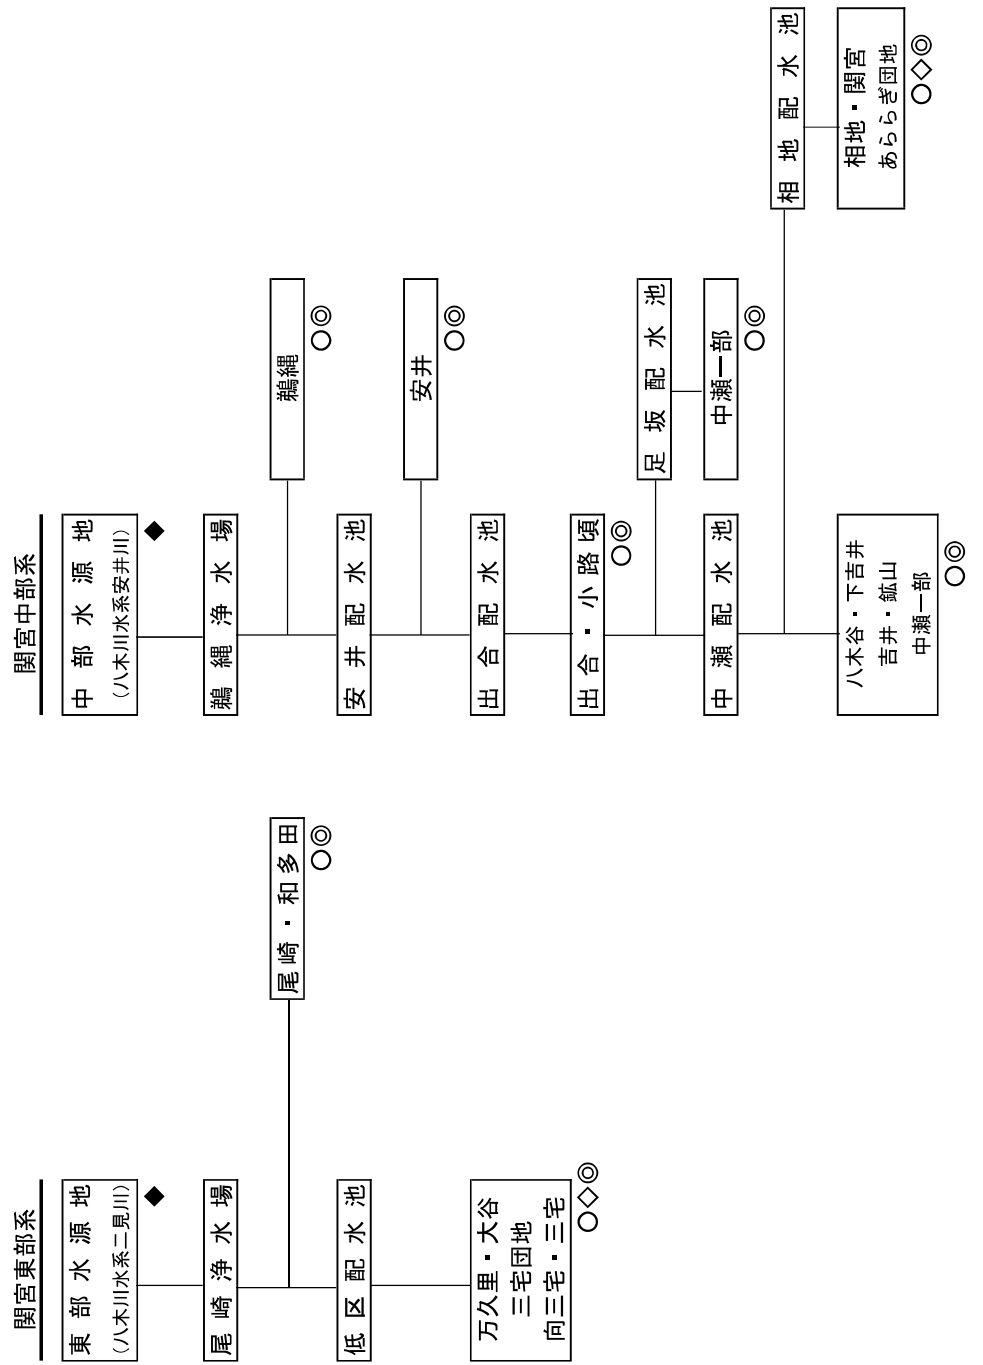 関宮東部系
東部水源地
（八木川水系二見川）
◆
尾崎浄水場
尾崎・和多田
○◎
低区配水池
万久里・大谷
三宅団地
向三宅・三宅
○◇◎
関宮中部系
中部水源地
（八木川水系安井川）
◆
鵜縄浄水場
鵜縄
○◎
安井配水池
安井
○◎
出合配水池
出合・小路頃
○◎
足坂配水池
中瀬一部
○◎
中瀬配水池
相地配水池
相地・関宮
あららぎ団地
○◇◎
八木谷・下吉井
吉井・鉱山
中瀬一部
○◎